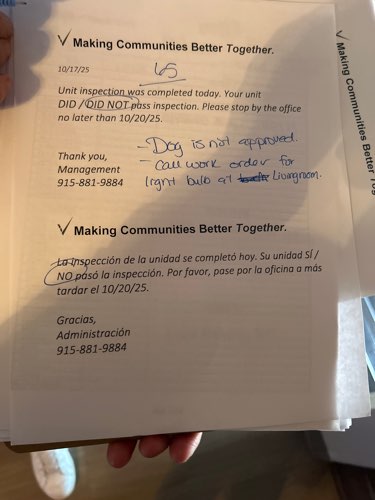 ✓ Making Communities Better Together.
10/17/25
65
Unit inspection was completed today. Your unit
DID / DID NOT pass inspection. Please stop by the office
no later than 10/20/25.
- Dog is not approved.
- call work order for
light bulb at Livingroom.
Thank you,
Management
915-881-9884
✓ Making Communities Better Together.
La inspección de la unidad se completó hoy. Su unidad SÍ /
NO pasó la inspección. Por favor, pase por la oficina a más
tardar el 10/20/25.
Gracias,
Administración
915-881-9884
✓ Making Communities Better Tog